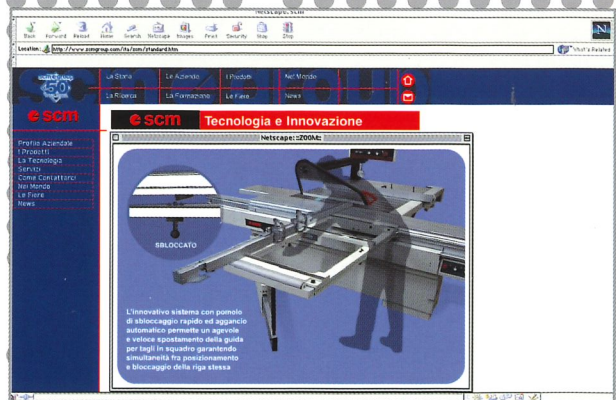 Netscape: scm
Back Forward Reload Home Search Netscape Images Print Security Stop
Location: http://www.scmgroup.com/ita/scm/standard.htm What's Related
La Storia Le Aziende I Prodotti Nel Mondo
La Ricerca La Formazione Le Fiere News
50
scm
scm Tecnologia e Innovazione
Netscape: :ZOOM:
Profilo Aziendale
I Prodotti
La Tecnologia
Servizi
Come Contattarci
Nel Mondo
Le Fiere
News
SBLOCCATO
L'innovativo sistema con pomolo
di sbloccaggio rapido ed aggancio
automatico permette un agevole
e veloce spostamento della guida
per tagli in squadro garantendo
simultaneità fra posizionamento
e bloccaggio della riga stessa